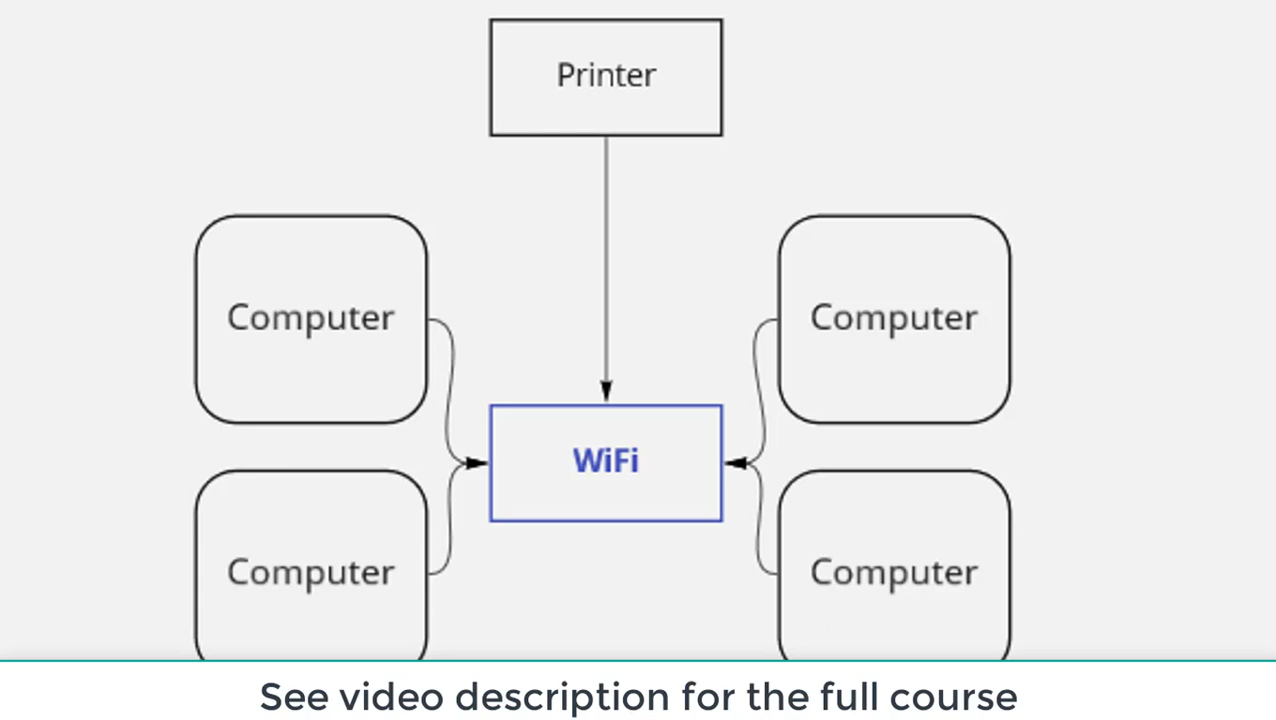 Printer
Computer
Computer
WiFi
Computer
Computer
See video description for the full course